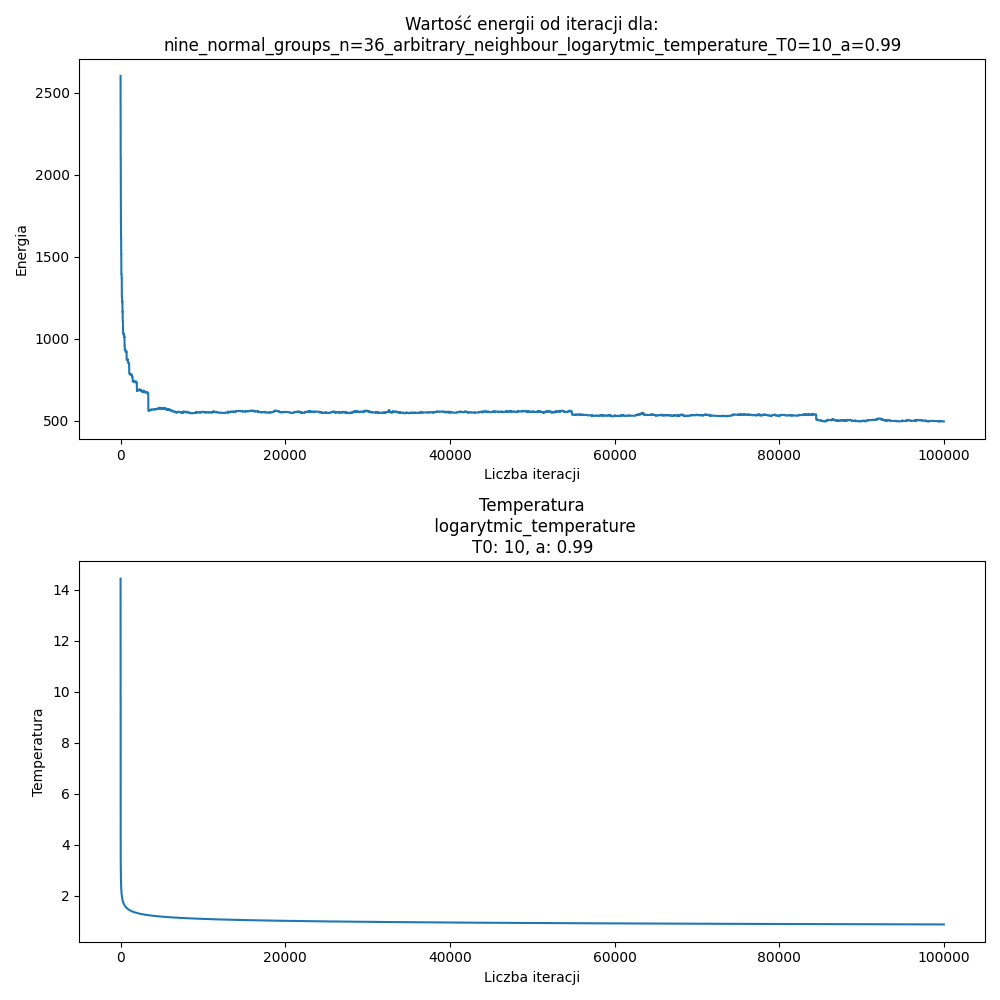 Wartość energii od iteracji dla:
nine_normal_groups_n=36_arbitrary_neighbour_logarytmic_temperature_T0=10_a=0.99
2500
2000
1500
1000
500
Energia
0 20000 40000 60000 80000 100000
Liczba iteracji
Temperatura
logarytmic_temperature
T0: 10, a: 0.99
14
12
10
8
6
4
2
Temperatura
0 20000 40000 60000 80000 100000
Liczba iteracji